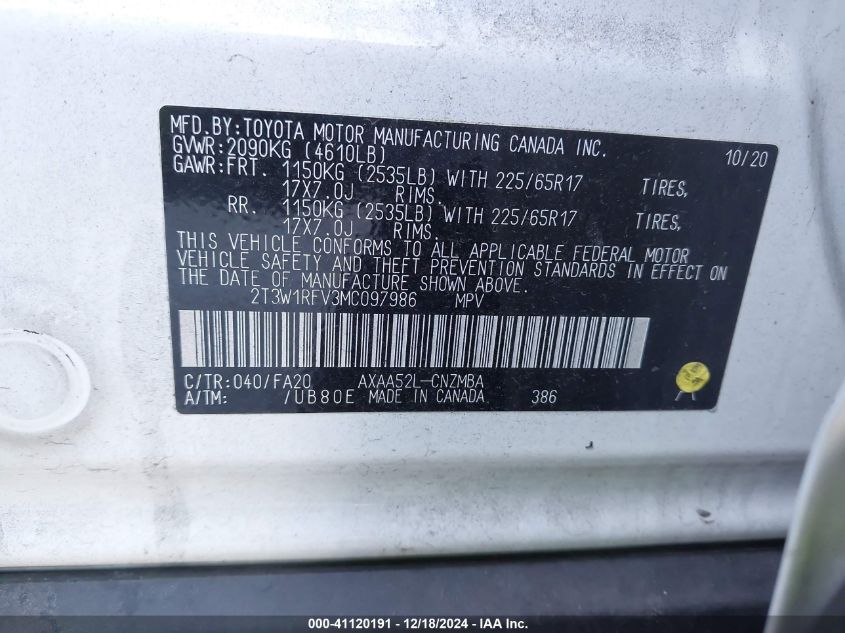 MFD.BY:TOYOTA MOTOR MANUFACTURING CANADA INC.
GVWR:2090KG (4610LB) 10/20
GAWR:FRT. 1150KG (2535LB) WITH 225/65R17 TIRES,
17X7.0J RIMS.
RR. 1150KG (2535LB) WITH 225/65R17 TIRES,
17X7.0J RIMS.
THIS VEHICLE CONFORMS TO ALL APPLICABLE FEDERAL MOTOR
VEHICLE SAFETY AND THEFT PREVENTION STANDARDS IN EFFECT ON
THE DATE OF MANUFACTURE SHOWN ABOVE.
2T3W1RFV3MC097986 MPV
C/TR:040/FA20 AXAA52L-CNZMBA
A/TM: /UB80E MADE IN CANADA 386
000-41120191 - 12/18/2024 - IAA Inc.